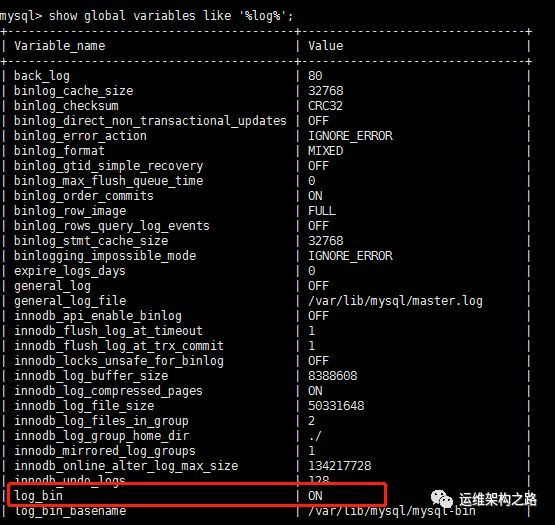 mysql> show global variables like '%log%';
| Variable_name | Value |
| back_log | 80 |
| binlog_cache_size | 32768 |
| binlog_checksum | CRC32 |
| binlog_direct_non_transactional_updates | OFF |
| binlog_error_action | IGNORE_ERROR |
| binlog_format | MIXED |
| binlog_gtid_simple_recovery | OFF |
| binlog_max_flush_queue_time | 0 |
| binlog_order_commits | ON |
| binlog_row_image | FULL |
| binlog_rows_query_log_events | OFF |
| binlog_stmt_cache_size | 32768 |
| binlogging_impossible_mode | IGNORE_ERROR |
| expire_logs_days | 0 |
| general_log | OFF |
| general_log_file | /var/lib/mysql/master.log |
| innodb_api_enable_binlog | OFF |
| innodb_flush_log_at_timeout | 1 |
| innodb_flush_log_at_trx_commit | 1 |
| innodb_locks_unsafe_for_binlog | OFF |
| innodb_log_buffer_size | 8388608 |
| innodb_log_compressed_pages | ON |
| innodb_log_file_size | 50331648 |
| innodb_log_files_in_group | 2 |
| innodb_log_group_home_dir | ./ |
| innodb_mirrored_log_groups | 1 |
| innodb_online_alter_log_max_size | 134217728 |
| innodb_undo_logs | 128 |
| log_bin | ON |
| log_bin_basename | /var/lib/mysql/mysql-bin |
运维架构之路